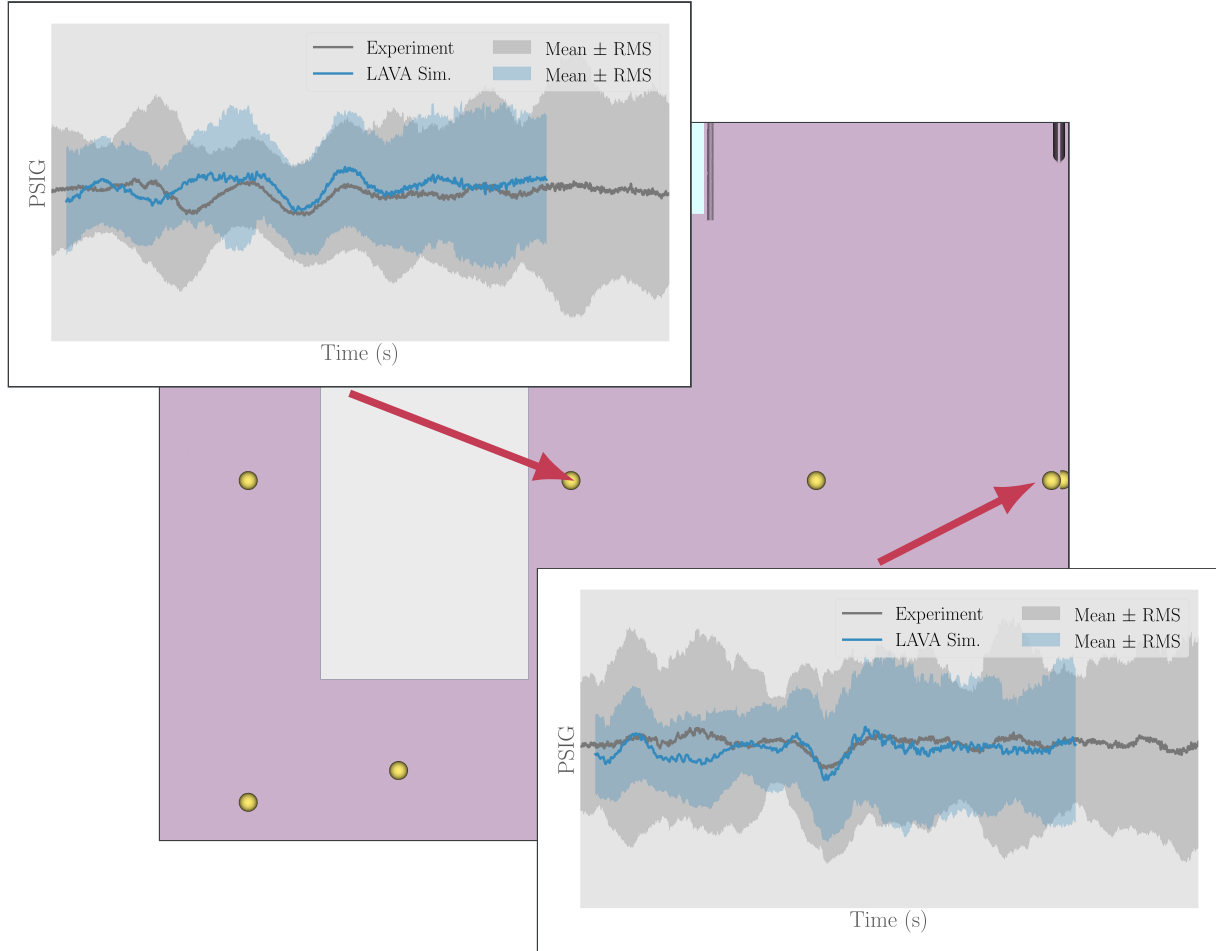 Experiment Mean ± RMS
LAVA Sim. Mean ± RMS
PSIG
Time (s)
Experiment Mean ± RMS
LAVA Sim. Mean ± RMS
PSIG
Time (s)